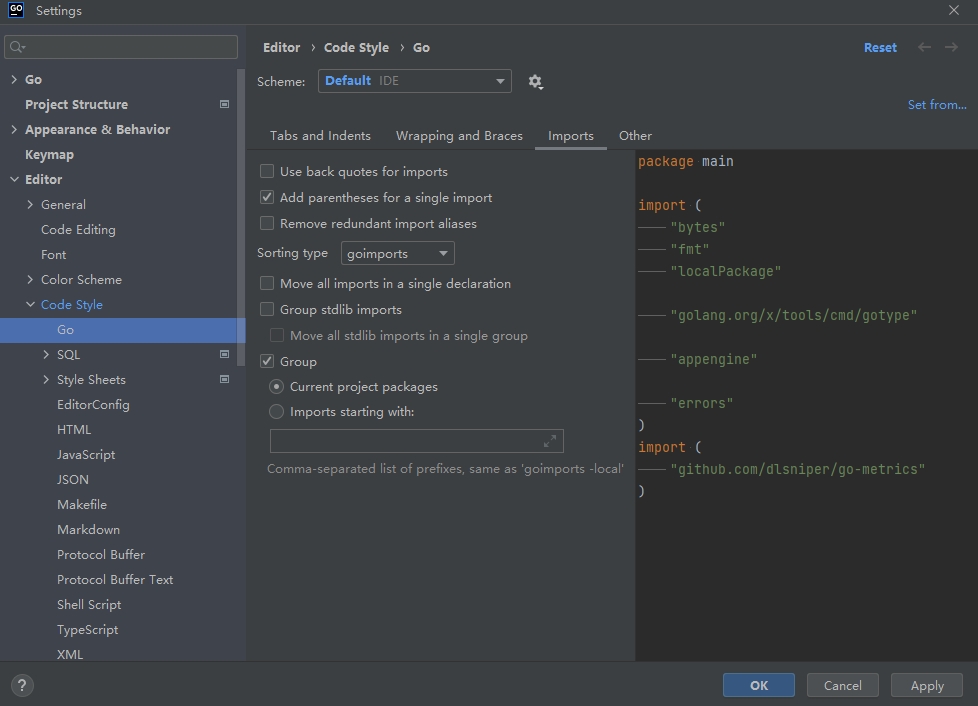 GO
Settings
Go
Project Structure
Appearance & Behavior
Keymap
Editor
General
Code Editing
Font
Color Scheme
Code Style
Go
SQL
Style Sheets
EditorConfig
HTML
JavaScript
JSON
Makefile
Markdown
Protocol Buffer
Protocol Buffer Text
Shell Script
TypeScript
XML
Editor › Code Style › Go
Reset
Scheme: Default IDE
Set from...
Tabs and Indents Wrapping and Braces Imports Other
Use back quotes for imports
Add parentheses for a single import
Remove redundant import aliases
Sorting type goimports
Move all imports in a single declaration
Group stdlib imports
Move all stdlib imports in a single group
Group
Current project packages
Imports starting with:
Comma-separated list of prefixes, same as 'goimports -local'
package main
import (
"bytes"
"fmt"
"localPackage"
"golang.org/x/tools/cmd/gotype"
"appengine"
"errors"
)
import (
"github.com/dlsniper/go-metrics"
)
?
OK Cancel Apply